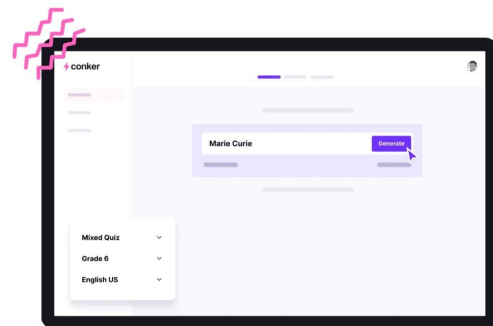 conker
Marie Curie
Generate
Mixed Quiz
Grade 6
English US